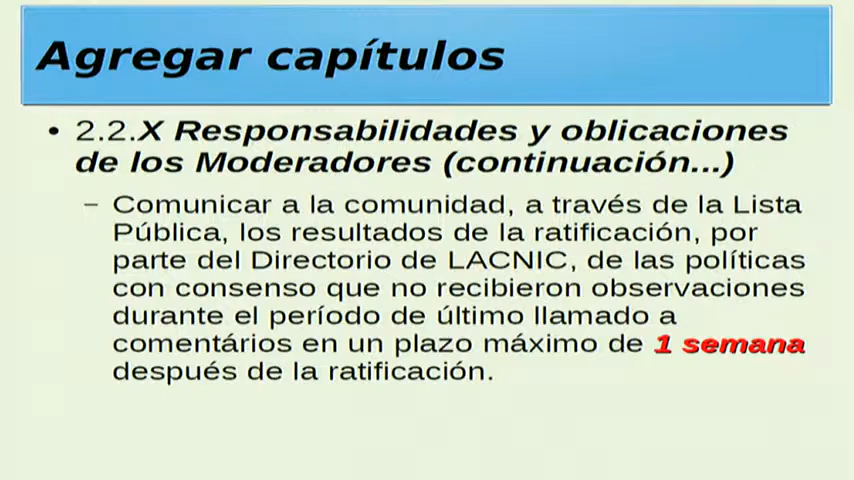 Agregar capítulos
• 2.2.X Responsabilidades y oblicaciones
de los Moderadores (continuación...)
– Comunicar a la comunidad, a través de la Lista
Pública, los resultados de la ratificación, por
parte del Directorio de LACNIC, de las políticas
con consenso que no recibieron observaciones
durante el período de último llamado a
comentários en un plazo máximo de 1 semana
después de la ratificación.